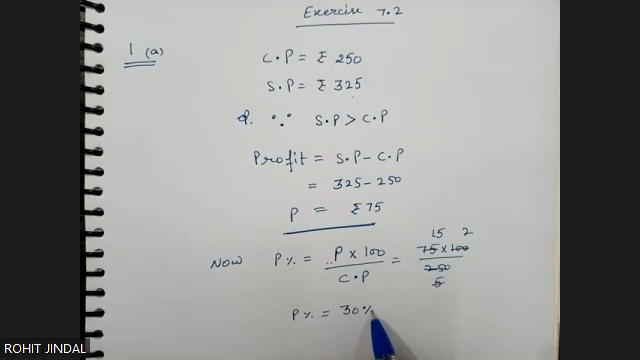 Exercise 7.2
1 (a)
C.P = ₹ 250
S.P = ₹ 325
∵ S.P > C.P
Profit = S.P - C.P
= 325 - 250
P = ₹ 75
Now P% = P x 100 / C.P = 75 x 100 / 250
15 2
5
P% = 30%
ROHIT JINDAL